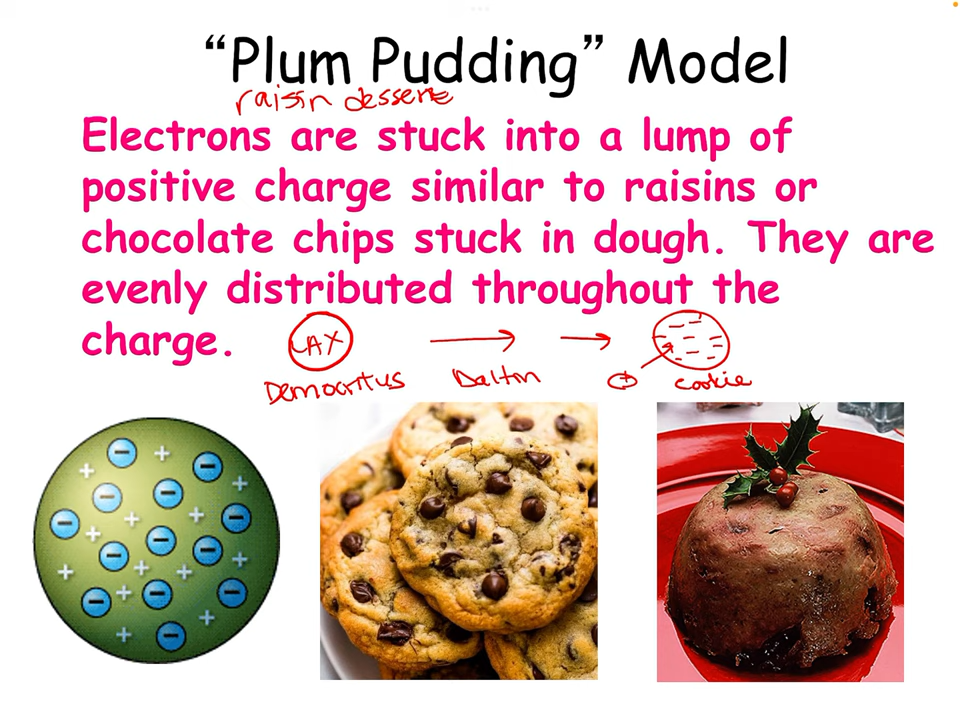 “Plum Pudding” Model
raisin dessert
Electrons are stuck into a lump of
positive charge similar to raisins or
chocolate chips stuck in dough. They are
evenly distributed throughout the
charge.
Democritus Dalton + cookie